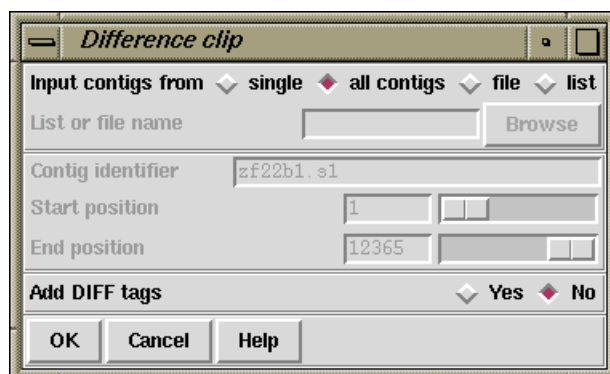 Difference clip
Input contigs from single all contigs file list
List or file name Browse
Contig identifier zf22b1.s1
Start position 1
End position 12365
Add DIFF tags Yes No
OK Cancel Help